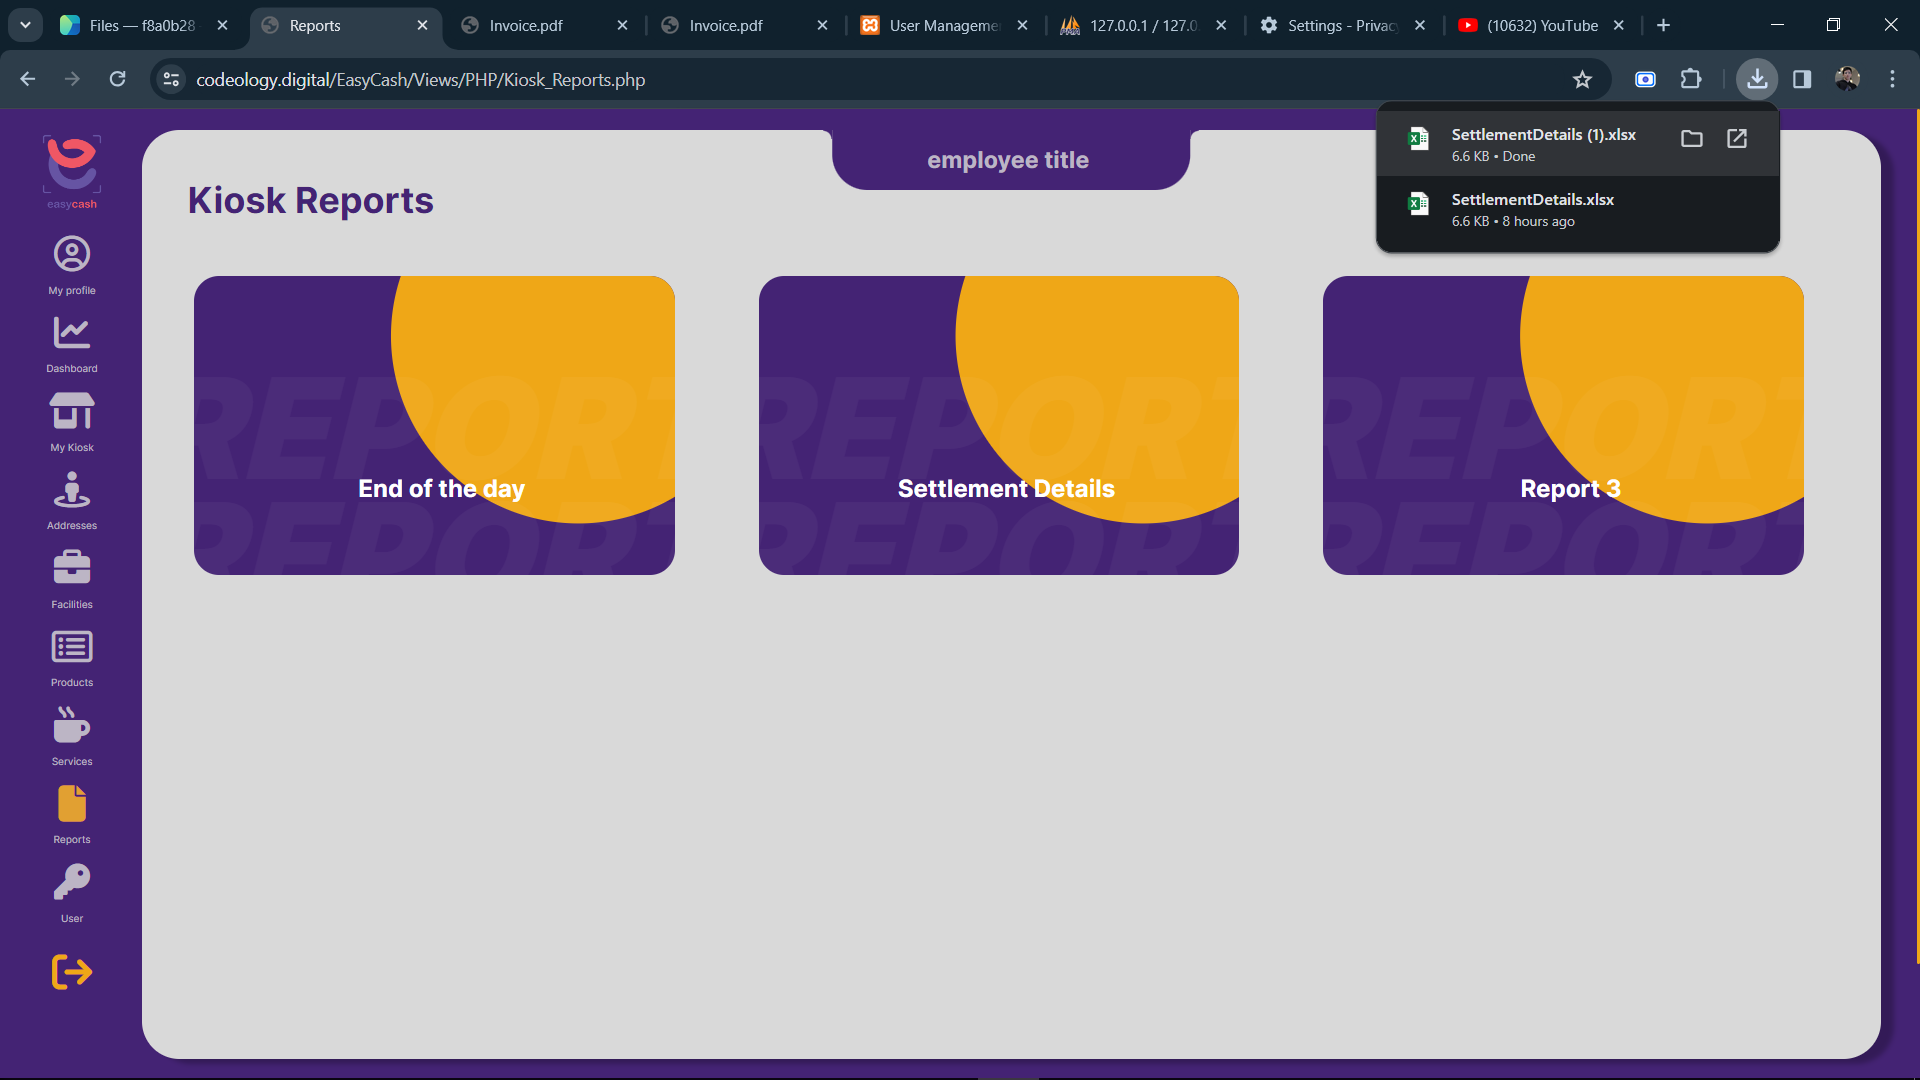 Files — f8a0b28
Reports
Invoice.pdf
Invoice.pdf
User Manageme
127.0.0.1 / 127.0.
Settings - Privac
(10632) YouTube
codeology.digital/EasyCash/Views/PHP/Kiosk_Reports.php
SettlementDetails (1).xlsx
6.6 KB • Done
SettlementDetails.xlsx
6.6 KB • 8 hours ago
easycash
My profile
Dashboard
My Kiosk
Addresses
Facilities
Products
Services
Reports
User
employee title
Kiosk Reports
REPORT
End of the day
REPORT
REPORT
Settlement Details
REPORT
REPORT
Report 3
REPORT